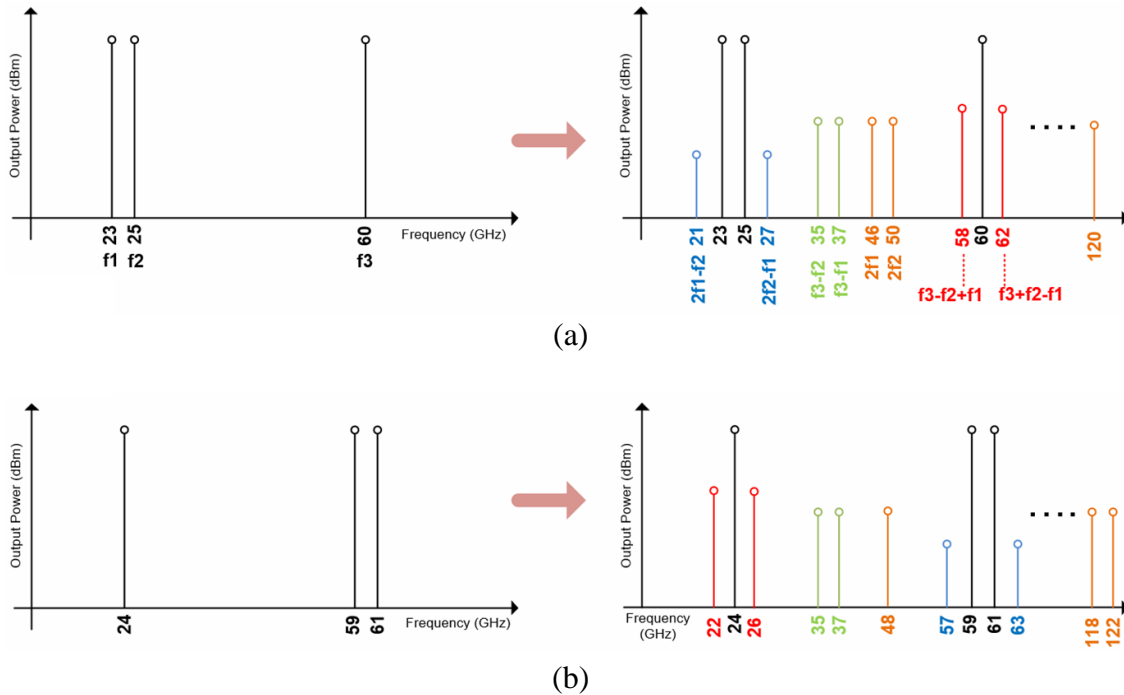 Output Power (dBm)
23 25 60 Frequency (GHz)
f1 f2 f3
Output Power (dBm)
21 23 25 27 35 37 46 50 58 60 62 120
2f1-f2 2f2-f1 f3-f2 f3-f1 2f1 2f2
f3-f2+f1 f3+f2-f1
(a)
Output Power (dBm)
24 59 61 Frequency (GHz)
Output Power (dBm)
Frequency
(GHz)
22 24 26 35 37 48 57 59 61 63 118 122
(b)